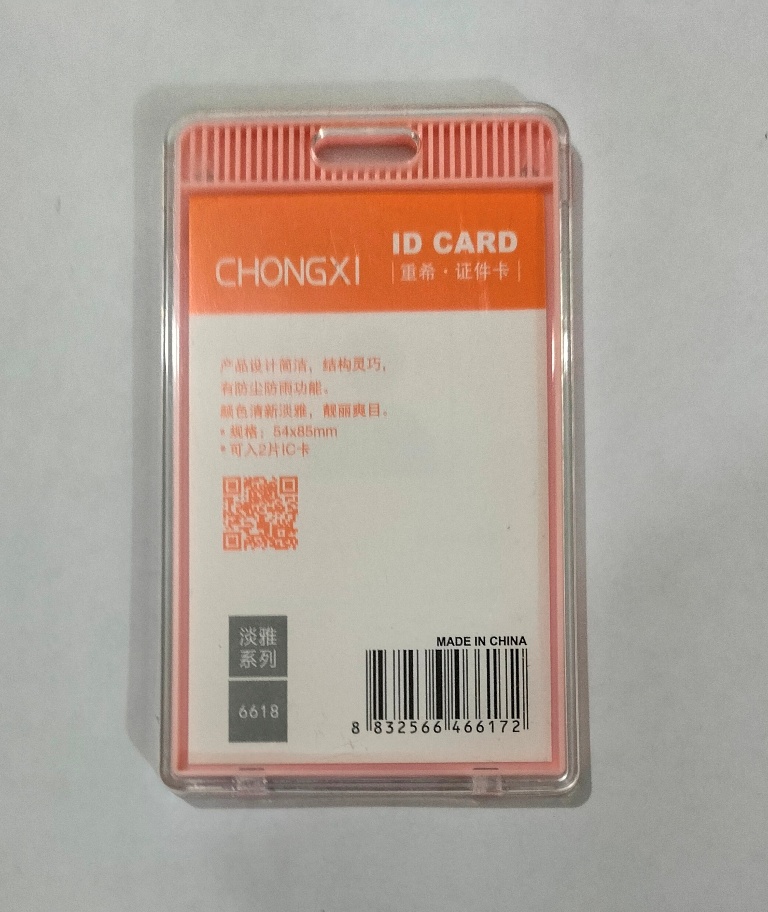 CHONGXI
ID CARD
重希·证件卡
产品设计简洁，结构灵巧，
有防尘防雨功能。
颜色清新淡雅，靓丽爽目。
• 规格：54x85mm
• 可入2片IC卡
淡雅
系列
6618
MADE IN CHINA
8 832566 466172